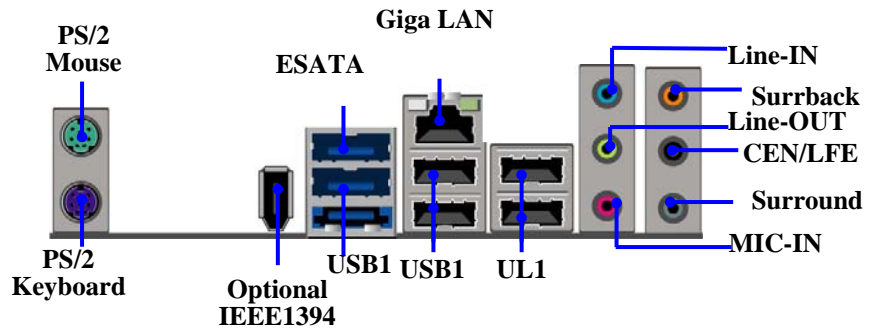 Giga LAN
PS/2
Mouse
ESATA
Line-IN
Surrback
Line-OUT
CEN/LFE
Surround
MIC-IN
PS/2
Keyboard
Optional
IEEE1394
USB1
USB1
UL1